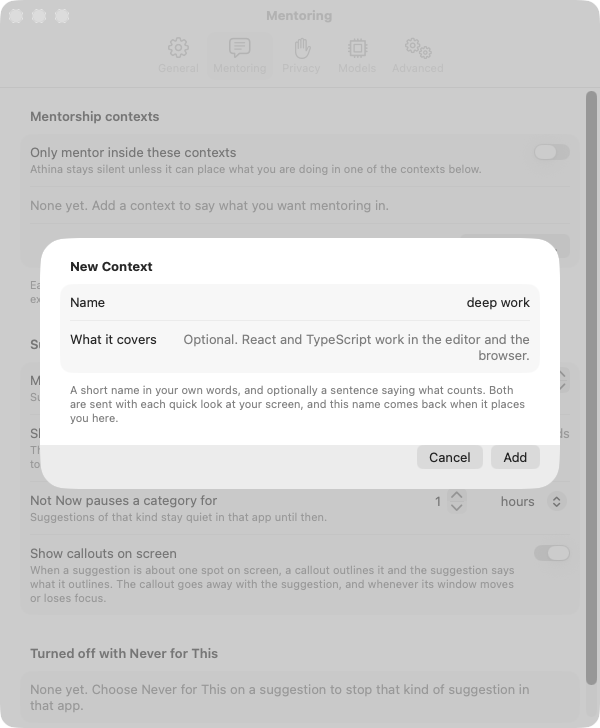 Mentoring
General Mentoring Privacy Models Advanced
Mentorship contexts
Only mentor inside these contexts
Athina stays silent unless it can place what you are doing in one of the contexts below.
None yet. Add a context to say what you want mentoring in.
New Context
Name deep work
What it covers Optional. React and TypeScript work in the editor and the
browser.
A short name in your own words, and optionally a sentence saying what counts. Both
are sent with each quick look at your screen, and this name comes back when it places
you here.
Cancel Add
Not Now pauses a category for 1 hours
Suggestions of that kind stay quiet in that app until then.
Show callouts on screen
When a suggestion is about one spot on screen, a callout outlines it and the suggestion says
what it outlines. The callout goes away with the suggestion, and whenever its window moves
or loses focus.
Turned off with Never for This
None yet. Choose Never for This on a suggestion to stop that kind of suggestion in
that app.